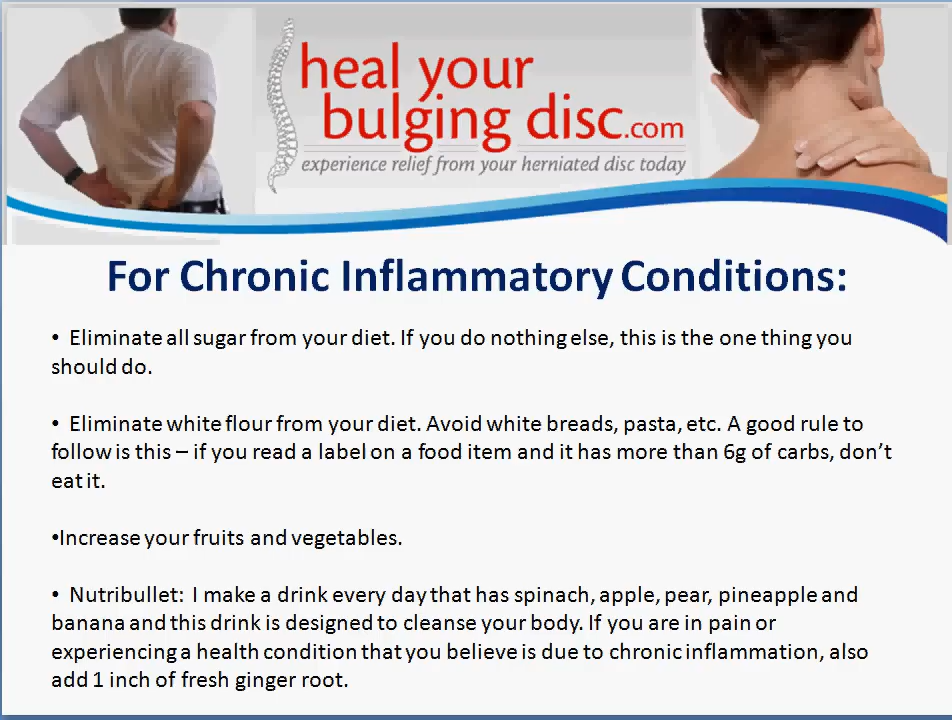 heal your
bulging disc.com
experience relief from your herniated disc today
For Chronic Inflammatory Conditions:
• Eliminate all sugar from your diet. If you do nothing else, this is the one thing you
should do.
• Eliminate white flour from your diet. Avoid white breads, pasta, etc. A good rule to
follow is this – if you read a label on a food item and it has more than 6g of carbs, don’t
eat it.
•Increase your fruits and vegetables.
• Nutribullet: I make a drink every day that has spinach, apple, pear, pineapple and
banana and this drink is designed to cleanse your body. If you are in pain or
experiencing a health condition that you believe is due to chronic inflammation, also
add 1 inch of fresh ginger root.